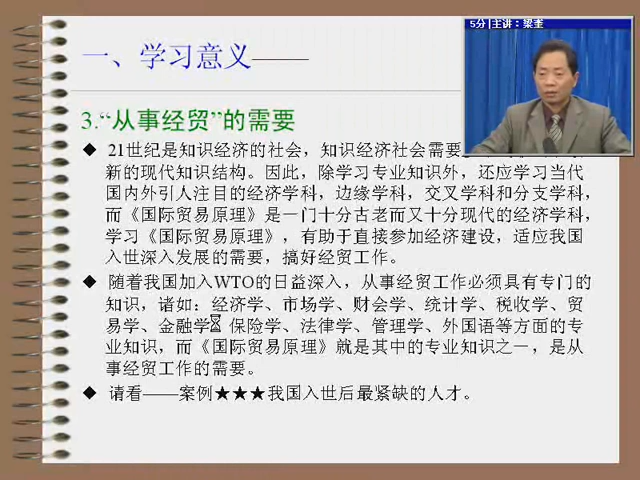 5分|主讲：梁奎
一、学习意义——
3.“从事经贸”的需要
◆ 21世纪是知识经济的社会，知识经济社会需要
新的现代知识结构。因此，除学习专业知识外，还应学习当代
国内外引人注目的经济学科，边缘学科，交叉学科和分支学科，
而《国际贸易原理》是一门十分古老而又十分现代的经济学科，
学习《国际贸易原理》，有助于直接参加经济建设，适应我国
入世深入发展的需要，搞好经贸工作。
◆ 随着我国加入WTO的日益深入，从事经贸工作必须具有专门的
知识，诸如：经济学、市场学、财会学、统计学、税收学、贸
易学、金融学 保险学、法律学、管理学、外国语等方面的专
业知识，而《国际贸易原理》就是其中的专业知识之一，是从
事经贸工作的需要。
◆ 请看——案例★★★我国入世后最紧缺的人才。